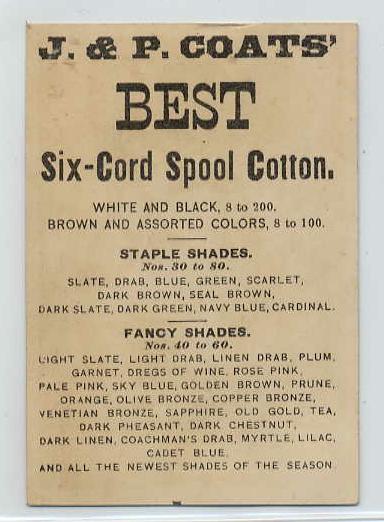 J. & P. COATS'
BEST
Six-Cord Spool Cotton.
WHITE AND BLACK, 8 to 200.
BROWN AND ASSORTED COLORS, 8 to 100.
STAPLE SHADES.
Nos. 30 to 80.
SLATE, DRAB, BLUE, GREEN, SCARLET,
DARK BROWN, SEAL BROWN,
DARK SLATE, DARK GREEN, NAVY BLUE, CARDINAL.
FANCY SHADES.
Nos. 40 to 60.
LIGHT SLATE, LIGHT DRAB, LINEN DRAB, PLUM,
GARNET, DREGS OF WINE, ROSE PINK,
PALE PINK, SKY BLUE, GOLDEN BROWN, PRUNE,
ORANGE, OLIVE BRONZE, COPPER BRONZE,
VENETIAN BRONZE, SAPPHIRE, OLD GOLD, TEA,
DARK PHEASANT, DARK CHESTNUT,
DARK LINEN, COACHMAN'S DRAB, MYRTLE, LILAC,
CADET BLUE,
AND ALL THE NEWEST SHADES OF THE SEASON.